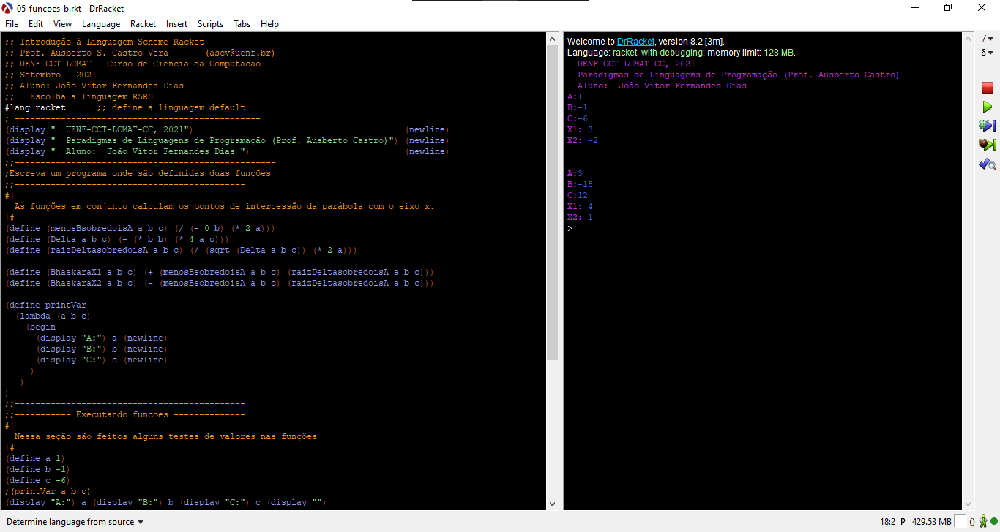 05-funcoes-b.rkt - DrRacket
File Edit View Language Racket Insert Scripts Tabs Help
;; Introdução à Linguagem Scheme-Racket
;; Prof. Ausberto S. Castro Vera (ascv@uenf.br)
;; UENF-CCT-LCMAT - Curso de Ciencia da Computacao
;; Setembro - 2021
;; Aluno: João Vítor Fernandes Dias
;; Escolha a linguagem R5RS
#lang racket ;; define a linguagem default
; ------------------------------------------------
(display " UENF-CCT-LCMAT-CC, 2021") (newline)
(display " Paradigmas de Linguagens de Programação (Prof. Ausberto Castro)") (newline)
(display " Aluno: João Vítor Fernandes Dias ") (newline)
;;---------------------------------------------------
;Escreva um programa onde são definidas duas funções
;;---------------------------------------------
#|
As funções em conjunto calculam os pontos de intercessão da parábola com o eixo x.
|#
(define (menosBsobredoisA a b c) (/ (- 0 b) (* 2 a)))
(define (Delta a b c) (- (* b b) (* 4 a c)))
(define (raizDeltasobredoisA a b c) (/ (sqrt (Delta a b c)) (* 2 a)))
(define (BhaskaraX1 a b c) (+ (menosBsobredoisA a b c) (raizDeltasobredoisA a b c)))
(define (BhaskaraX2 a b c) (- (menosBsobredoisA a b c) (raizDeltasobredoisA a b c)))
(define printVar
(lambda (a b c)
(begin
(display "A:") a (newline)
(display "B:") b (newline)
(display "C:") c (newline)
)
)
)
;;---------------------------------------------
;;----------- Executando funcoes --------------
#|
Nessa seção são feitos alguns testes de valores nas funções
|#
(define a 1)
(define b -1)
(define c -6)
;(printVar a b c)
(display "A:") a (display "B:") b (display "C:") c (display "")
Welcome to DrRacket, version 8.2 [3m].
Language: racket, with debugging; memory limit: 128 MB.
UENF-CCT-LCMAT-CC, 2021
Paradigmas de Linguagens de Programação (Prof. Ausberto Castro)
Aluno: João Vítor Fernandes Dias
A:1
B:-1
C:-6
X1: 3
X2: -2
A:3
B:-15
C:12
X1: 4
X2: 1
>
Determine language from source
18:2 P 429.53 MB